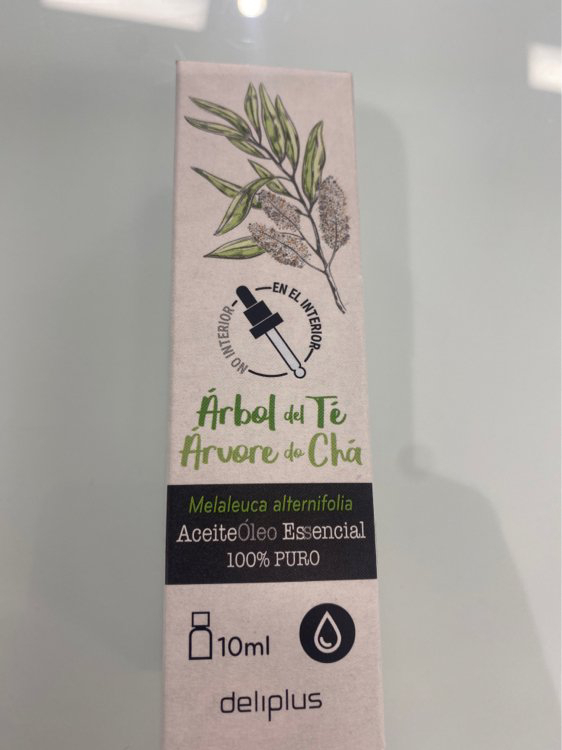 NO INTERIOR
EN EL INTERIOR
Árbol del Té
Árvore do Chá
Melaleuca alternifolia
AceiteÓleo Essencial
100% PURO
10ml
deliplus